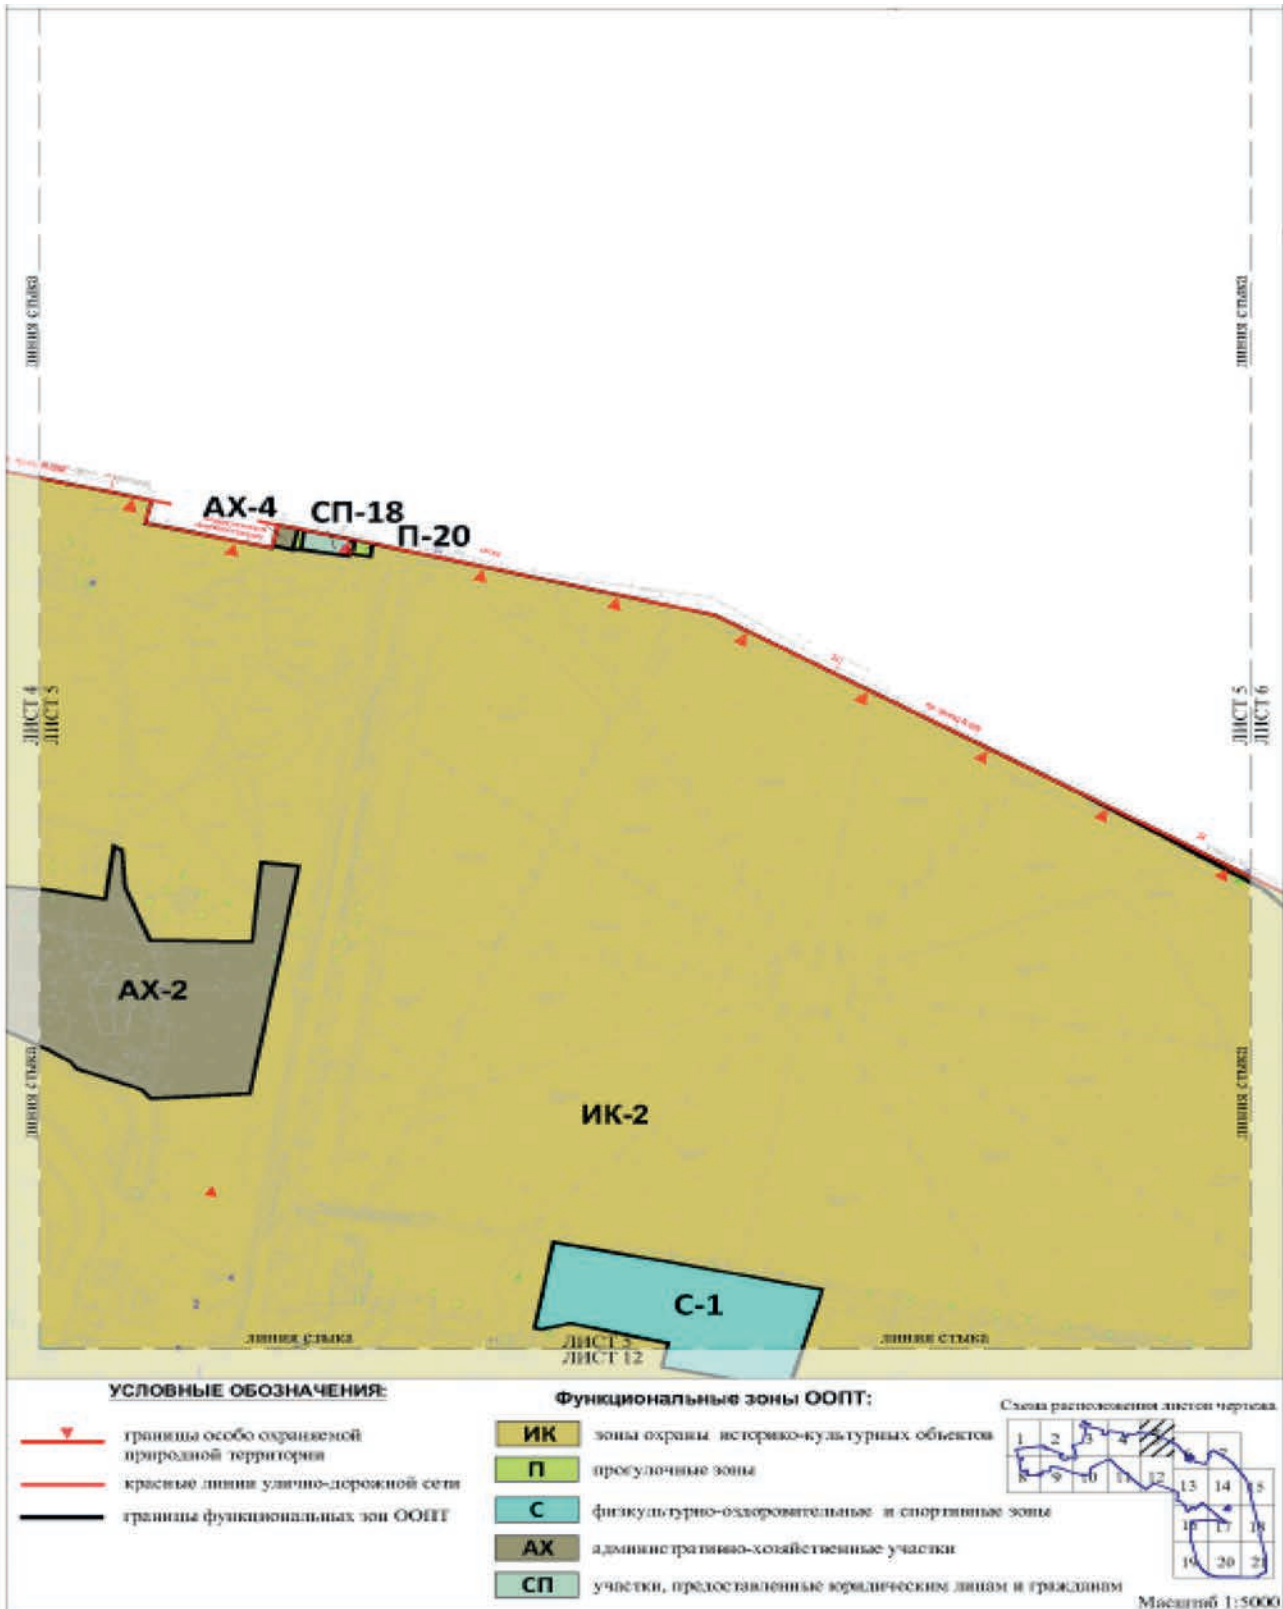 линия стыка
линия стыка
АХ-4
СП-18
П-20
ЛИСТ 4
ЛИСТ 5
ЛИСТ 5
ЛИСТ 6
АХ-2
ИК-2
линия стыка
линия стыка
С-1
2
линия стыка
ЛИСТ 5
ЛИСТ 12
линия стыка
УСЛОВНЫЕ ОБОЗНАЧЕНИЯ:
границы особо охраняемой
природной территории
красные линии улично-дорожной сети
границы функциональных зон ООПТ
Функциональные зоны ООПТ:
ИК зоны охраны историко-культурных объектов
П прогулочные зоны
С физкультурно-оздоровительные и спортивные зоны
АХ административно-хозяйственные участки
СП участки, предоставленные юридическим лицам и гражданам
Схема расположения листов чертежа
1 2 3 4
8 9 10 11 12 13 14 15
17 18
19 20 21
Масштаб 1:5000